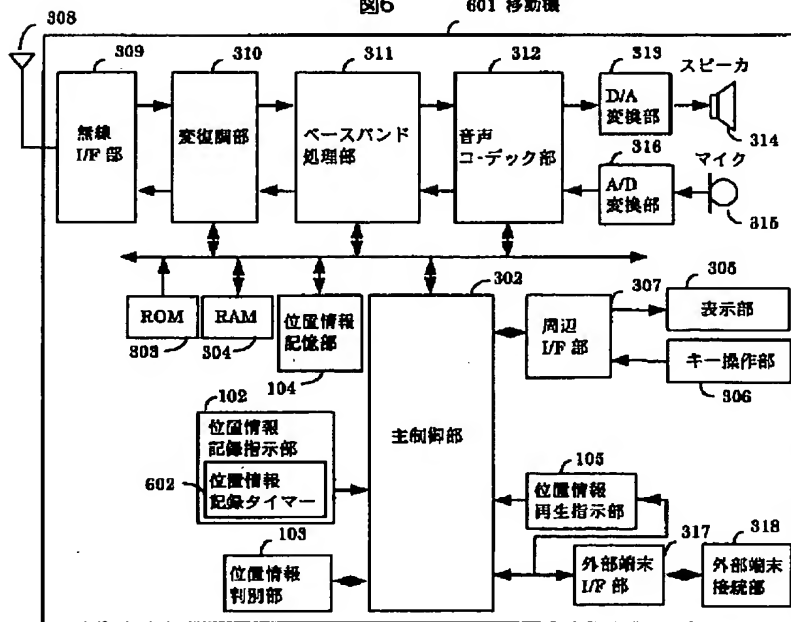 図6
601 移動機
308
309
310
311
312
313
スピーカ
無線
I/F 部
変復調部
ベースバンド
処理部
音声
コ-デック部
D/A
変換部
314
316
マイク
A/D
変換部
315
302
307
305
ROM
RAM
位置情報
記憶部
周辺
I/F 部
表示部
303
304
キー操作部
104
306
102
位置情報
記録指示部
主制御部
602
位置情報
記録タイマー
105
位置情報
再生指示部
103
317
318
位置情報
判別部
外部端末
I/F 部
外部端末
接続部